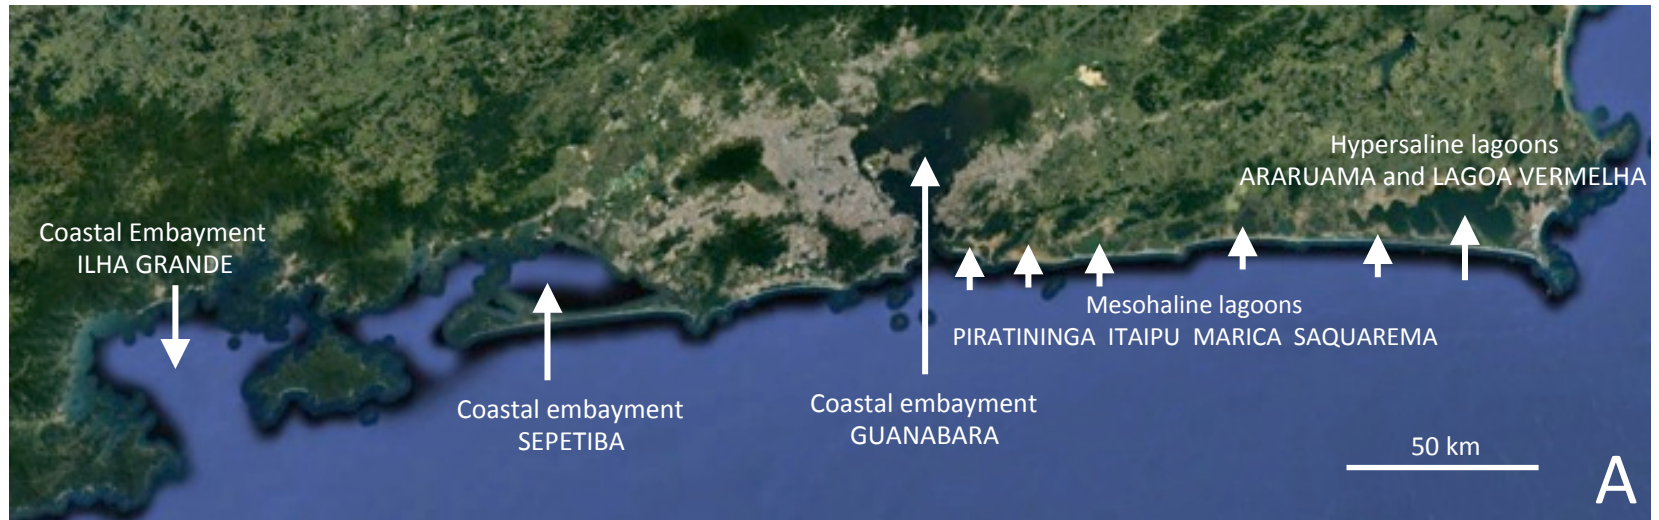 Hypersaline lagoons
ARARUAMA and LAGOA VERMELHA
Coastal Embayment
ILHA GRANDE
Mesohaline lagoons
PIRATININGA ITAIPU MARICA SAQUAREMA
Coastal embayment
SEPETIBA
Coastal embayment
GUANABARA
50 km
A